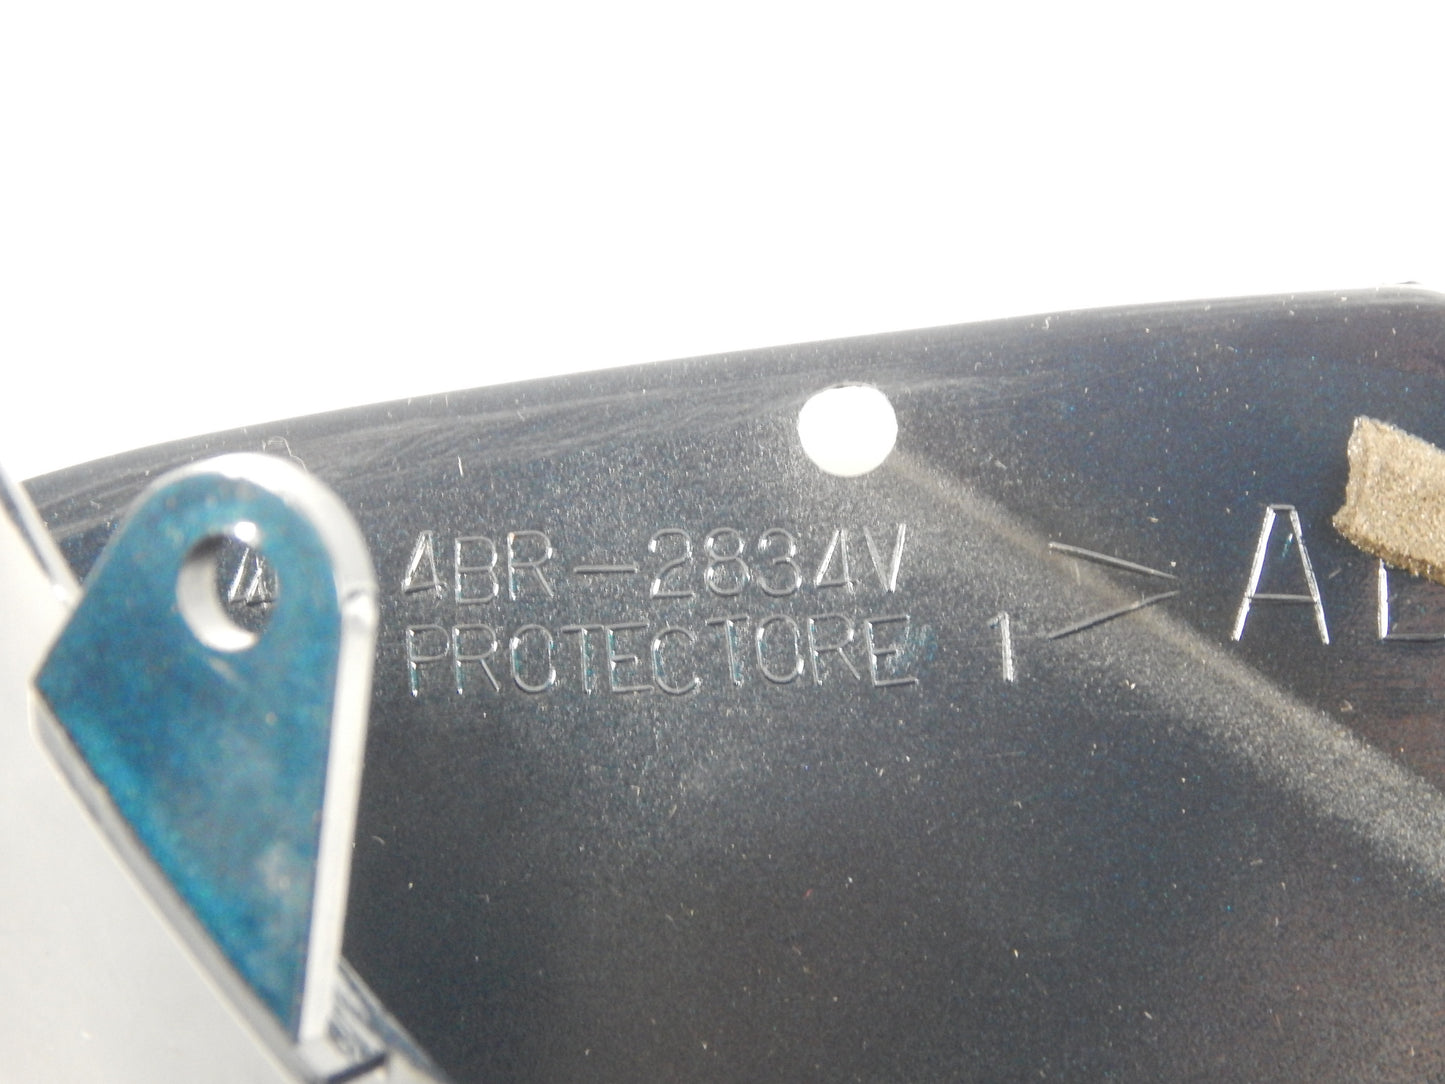 4BR-2834V
PROTECTORE 1
>A